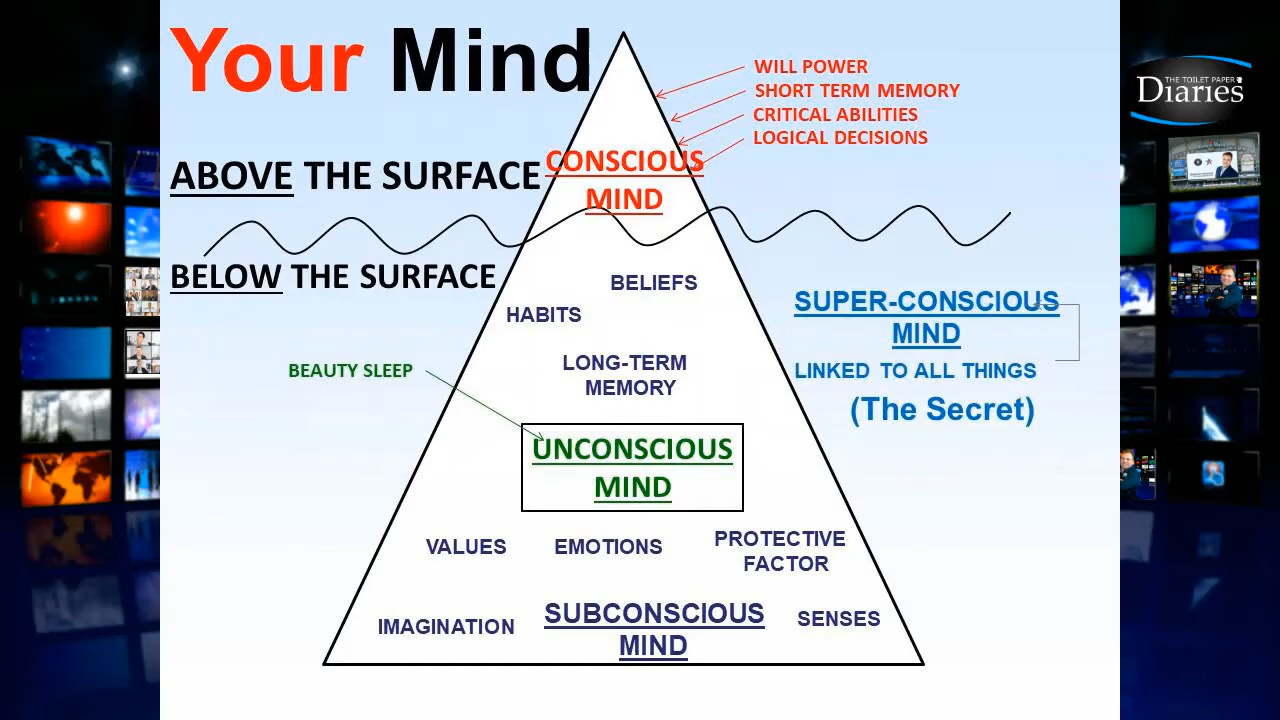 Your Mind
WILL POWER
SHORT TERM MEMORY
CRITICAL ABILITIES
LOGICAL DECISIONS
THE TOILET PAPER
Diaries
ABOVE THE SURFACE
CONSCIOUS
MIND
BELOW THE SURFACE
BELIEFS
HABITS
LONG-TERM
MEMORY
SUPER-CONSCIOUS
MIND
LINKED TO ALL THINGS
(The Secret)
BEAUTY SLEEP
UNCONSCIOUS
MIND
VALUES
EMOTIONS
PROTECTIVE
FACTOR
IMAGINATION
SUBCONSCIOUS
MIND
SENSES